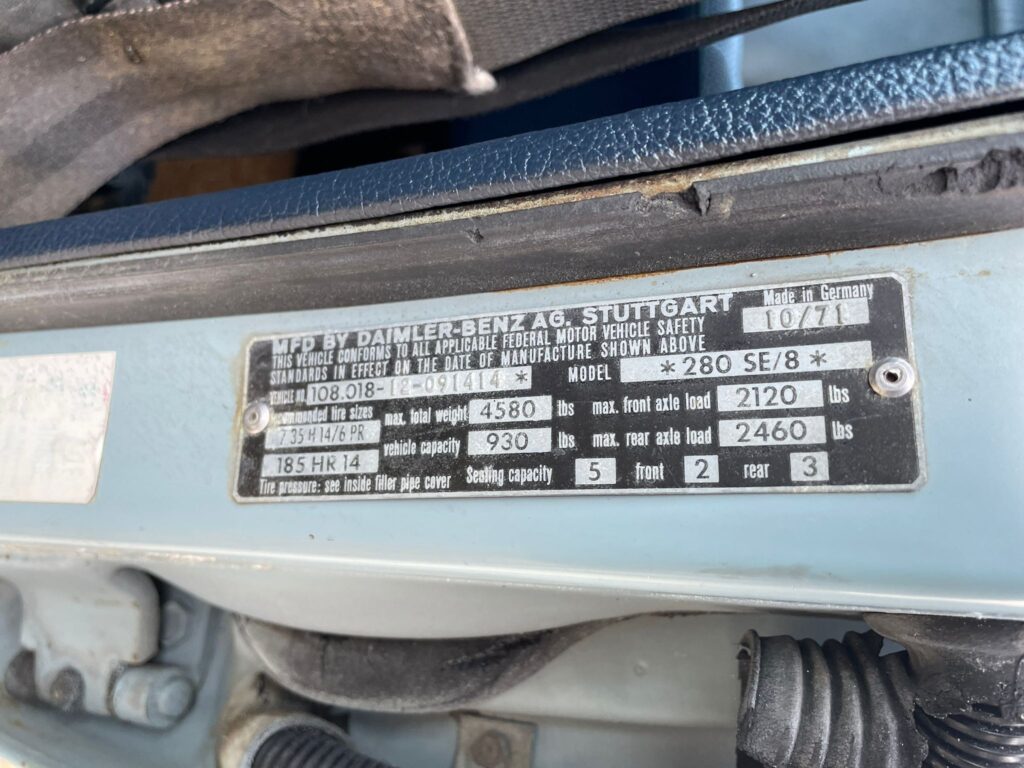 MFD BY DAIMLER-BENZ AG. STUTTGART
Made in Germany
10/71
THIS VEHICLE CONFORMS TO ALL APPLICABLE FEDERAL MOTOR VEHICLE SAFETY
STANDARDS IN EFFECT ON THE DATE OF MANUFACTURE SHOWN ABOVE
VEHICLE NO. 108.018-12-091414 * MODEL *280 SE/8*
recommended tire sizes max. total weight 4580 lbs max. front axle load 2120 lbs
7 35 H 14/6 PR vehicle capacity 930 lbs max. rear axle load 2460 lbs
185 HR 14 Seating capacity 5 front 2 rear 3
Tire pressure: see inside filler pipe cover